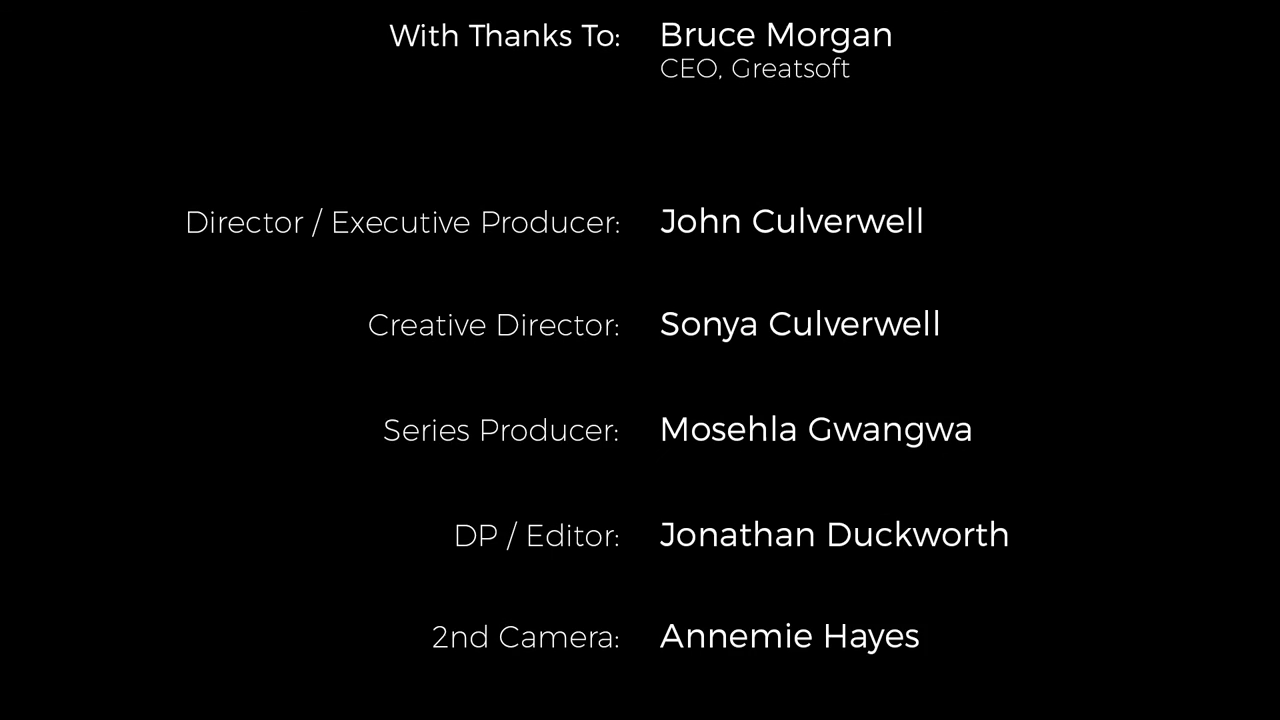 With Thanks To: Bruce Morgan
CEO, Greatsoft
Director / Executive Producer: John Culverwell
Creative Director: Sonya Culverwell
Series Producer: Mosehla Gwangwa
DP / Editor: Jonathan Duckworth
2nd Camera: Annemie Hayes